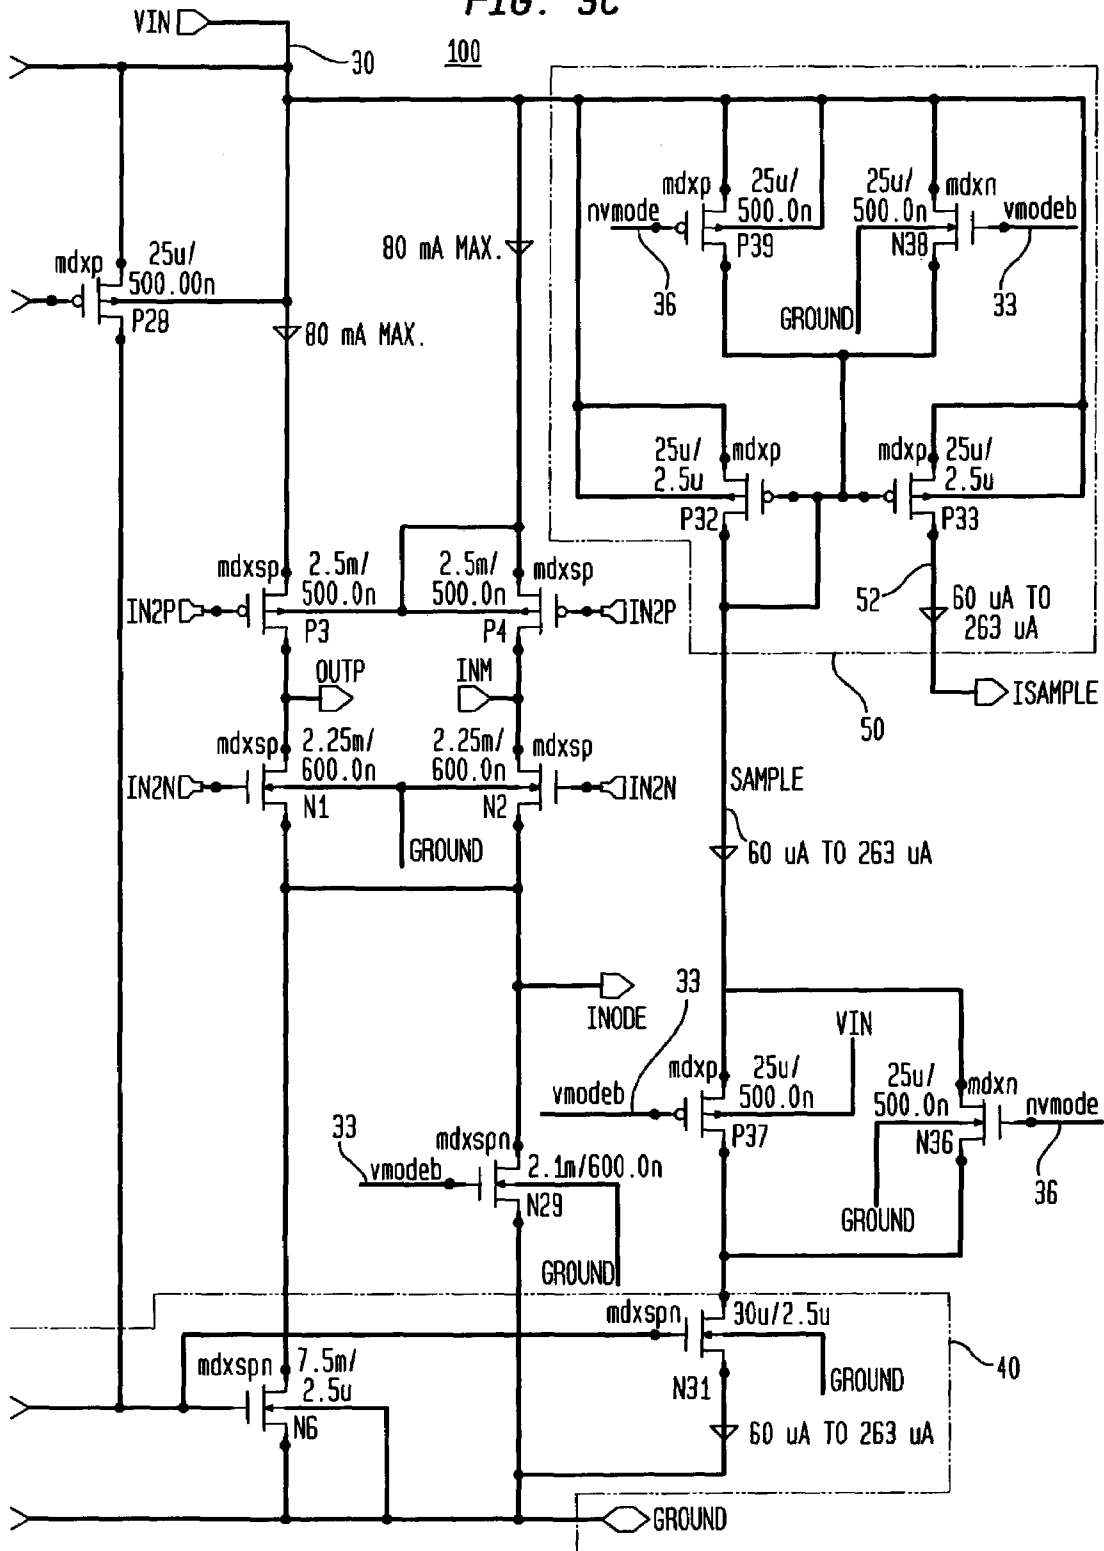 FIG. 3C
VIN
30
100
mdxp
25u/
500.0n
nvmode
P39
36
25u/
500.0n
mdxn
vmodeb
N38
33
GROUND
80 mA MAX.
mdxp
25u/
500.00n
P28
80 mA MAX.
25u/
2.5u
mdxp
P32
mdxp
25u/
2.5u
P33
52
60 uA TO
263 uA
ISAMPLE
50
mdxsp
2.5m/
500.0n
IN2P
P3
2.5m/
500.0n
mdxsp
IN2P
P4
OUTP
INM
mdxsp
2.25m/
600.0n
IN2N
N1
2.25m/
600.0n
mdxsp
IN2N
N2
GROUND
SAMPLE
60 uA TO 263 uA
INODE
33
VIN
mdxp
25u/
500.0n
vmodeb
P37
25u/
500.0n
mdxn
nvmode
N36
36
GROUND
33
vmodeb
mdxspn
2.1m/600.0n
N29
GROUND
mdxspn
30u/2.5u
N31
GROUND
40
mdxspn
7.5m/
2.5u
N6
60 uA TO 263 uA
GROUND